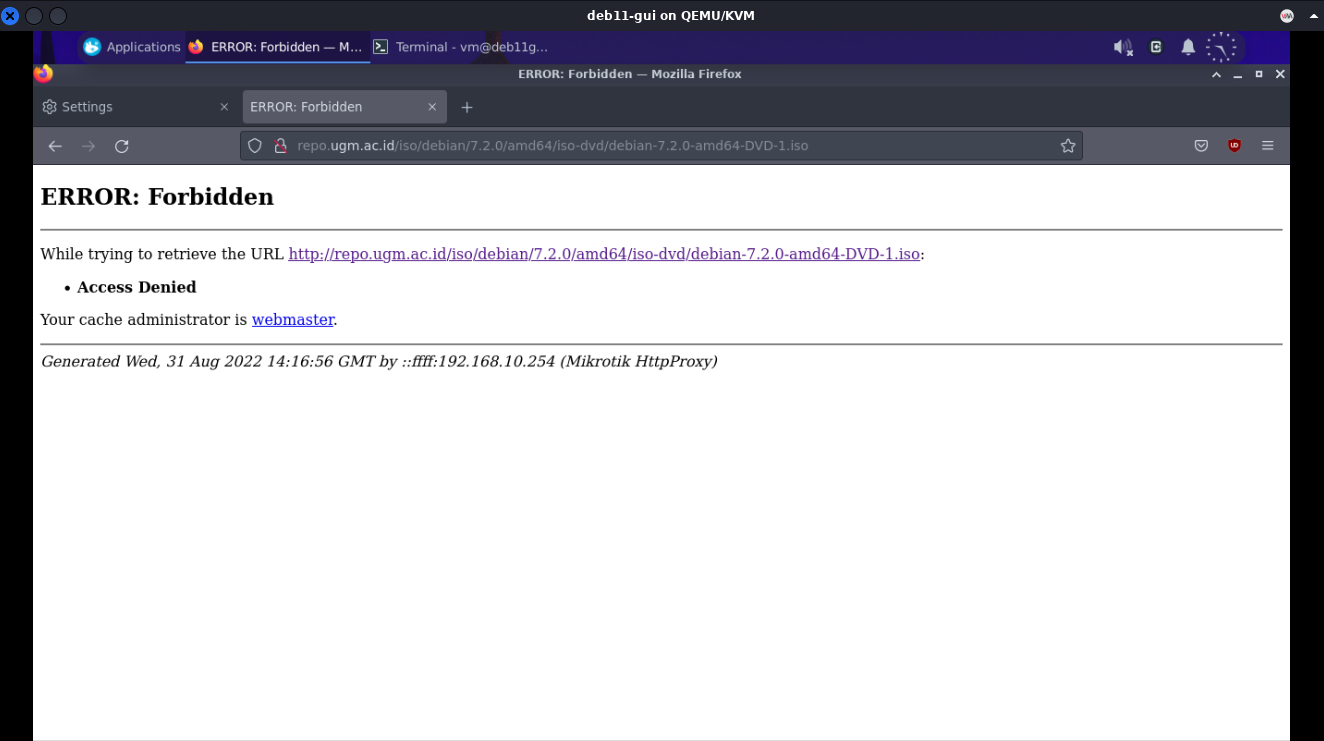 deb11-gui on QEMU/KVM
Applications
ERROR: Forbidden — M...
Terminal - vm@deb11g...
ERROR: Forbidden — Mozilla Firefox
Settings
ERROR: Forbidden
repo.ugm.ac.id/iso/debian/7.2.0/amd64/iso-dvd/debian-7.2.0-amd64-DVD-1.iso
ERROR: Forbidden
While trying to retrieve the URL http://repo.ugm.ac.id/iso/debian/7.2.0/amd64/iso-dvd/debian-7.2.0-amd64-DVD-1.iso:
• Access Denied
Your cache administrator is webmaster.
Generated Wed, 31 Aug 2022 14:16:56 GMT by ::ffff:192.168.10.254 (Mikrotik HttpProxy)